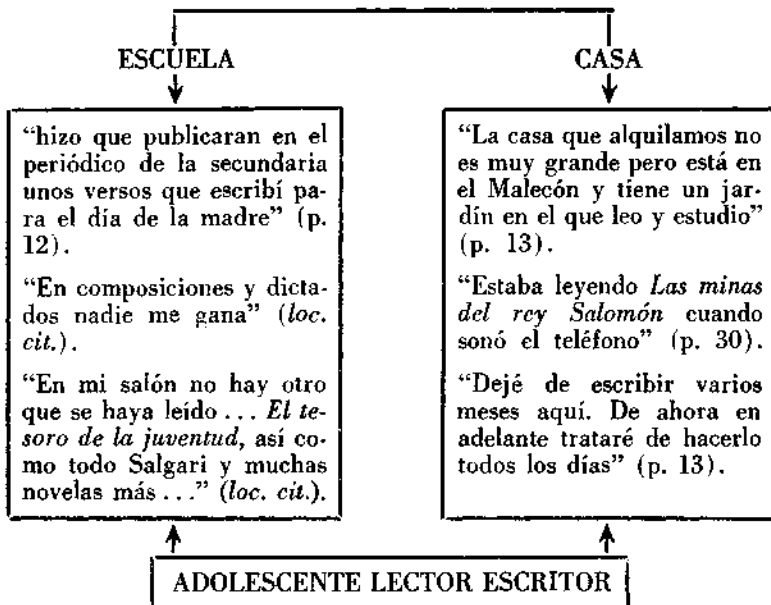 ESCUELA
CASA
“hizo que publicaran en el
periódico de la secundaria
unos versos que escribí pa-
ra el día de la madre” (p.
12).
“En composiciones y dicta-
dos nadie me gana” (loc.
cit.).
“En mi salón no hay otro
que se haya leído ... El te-
soro de la juventud, así co-
mo todo Salgari y muchas
novelas más ...” (loc. cit.).
“La casa que alquilamos no
es muy grande pero está en
el Malecón y tiene un jar-
dín en el que leo y estudio”
(p. 13).
“Estaba leyendo Las minas
del rey Salomón cuando
sonó el teléfono” (p. 30).
“Dejé de escribir varios
meses aquí. De ahora en
adelante trataré de hacerlo
todos los días” (p. 13).
ADOLESCENTE LECTOR ESCRITOR